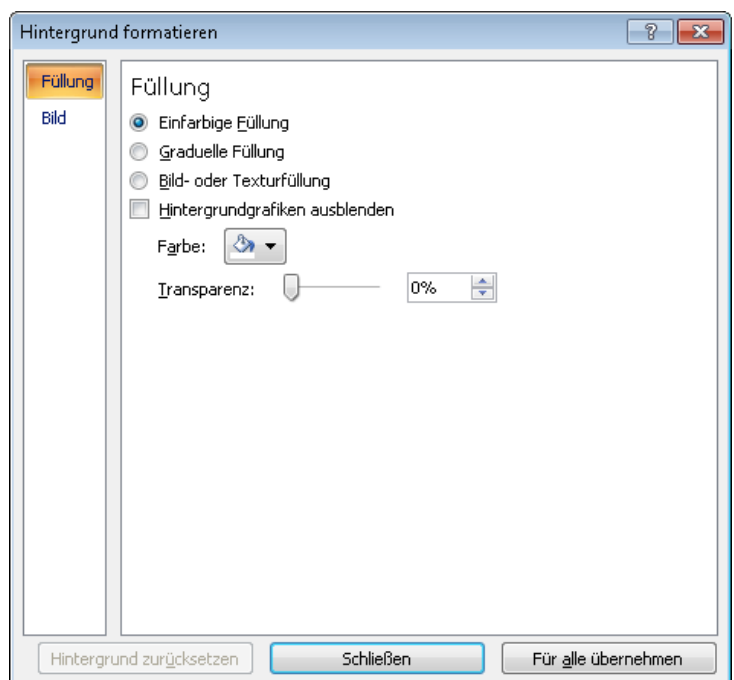 Hintergrund formatieren
Füllung
Bild
Füllung
Einfarbige Füllung
Graduelle Füllung
Bild- oder Texturfüllung
Hintergrundgrafiken ausblenden
Farbe:
Transparenz: 0%
Hintergrund zurücksetzen Schließen Für alle übernehmen